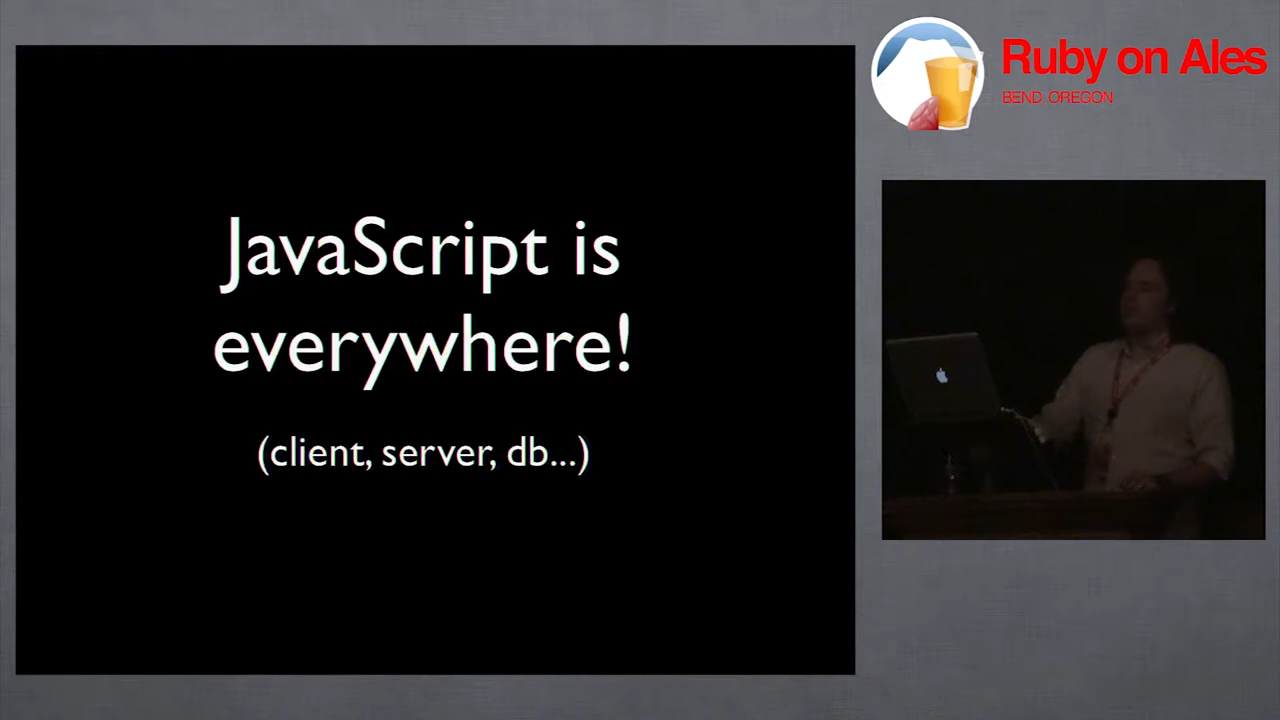 JavaScript is
everywhere!
(client, server, db...)
Ruby on Ales
BEND, OREGON